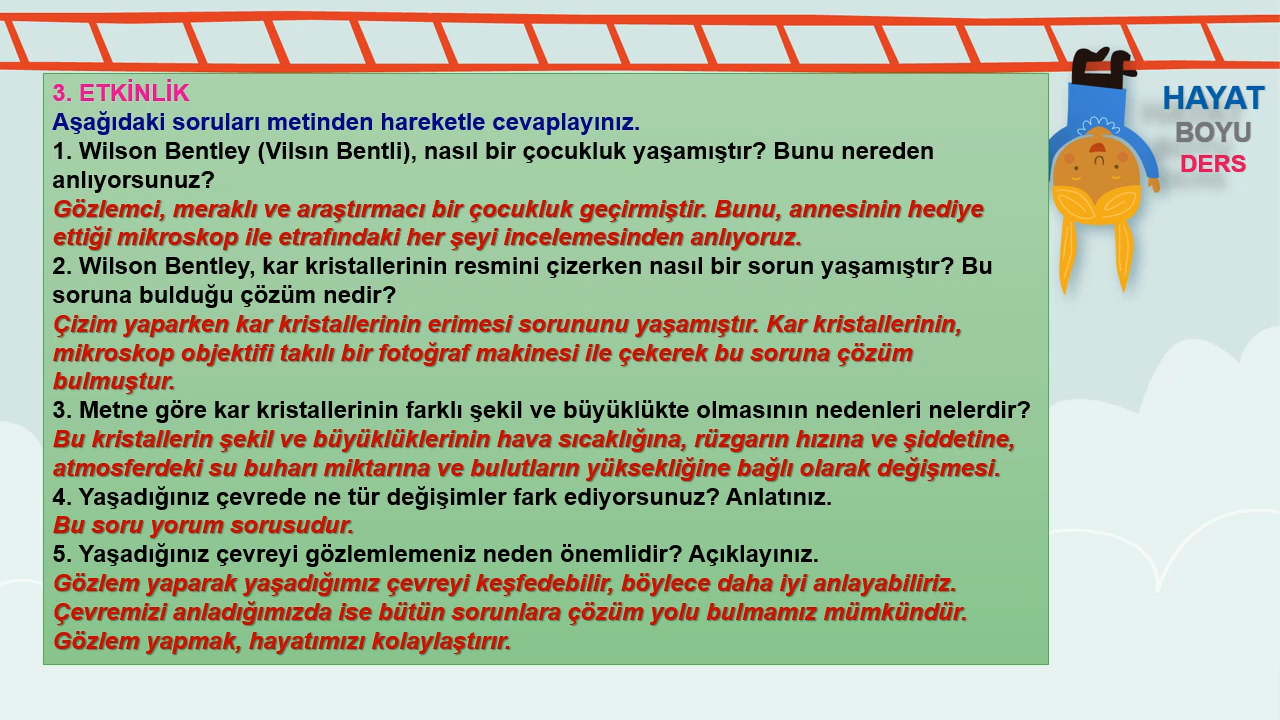 3. ETKİNLİK
Aşağıdaki soruları metinden hareketle cevaplayınız.
1. Wilson Bentley (Vilsın Bentli), nasıl bir çocukluk yaşamıştır? Bunu nereden
anlıyorsunuz?
Gözlemci, meraklı ve araştırmacı bir çocukluk geçirmiştir. Bunu, annesinin hediye
ettiği mikroskop ile etrafındaki her şeyi incelemesinden anlıyoruz.
2. Wilson Bentley, kar kristallerinin resmini çizerken nasıl bir sorun yaşamıştır? Bu
soruna bulduğu çözüm nedir?
Çizim yaparken kar kristallerinin erimesi sorununu yaşamıştır. Kar kristallerinin,
mikroskop objektifi takılı bir fotoğraf makinesi ile çekerek bu soruna çözüm
bulmuştur.
3. Metne göre kar kristallerinin farklı şekil ve büyüklükte olmasının nedenleri nelerdir?
Bu kristallerin şekil ve büyüklüklerinin hava sıcaklığına, rüzgarın hızına ve şiddetine,
atmosferdeki su buharı miktarına ve bulutların yüksekliğine bağlı olarak değişmesi.
4. Yaşadığınız çevrede ne tür değişimler fark ediyorsunuz? Anlatınız.
Bu soru yorum sorusudur.
5. Yaşadığınız çevreyi gözlemlemeniz neden önemlidir? Açıklayınız.
Gözlem yaparak yaşadığımız çevreyi keşfedebilir, böylece daha iyi anlayabiliriz.
Çevremizi anladığımızda ise bütün sorunlara çözüm yolu bulmamız mümkündür.
Gözlem yapmak, hayatımızı kolaylaştırır.
HAYAT
BOYU
DERS